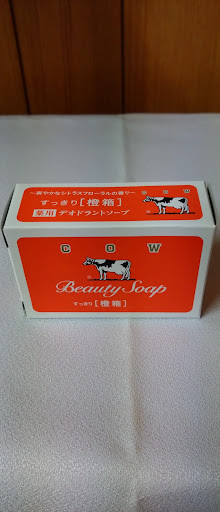 ～爽やかなシトラスフローラルの香り～
すっきり[橙箱]
薬用 デオドラントソープ
C O W
C O W
Beauty Soap
すっきり[橙箱]